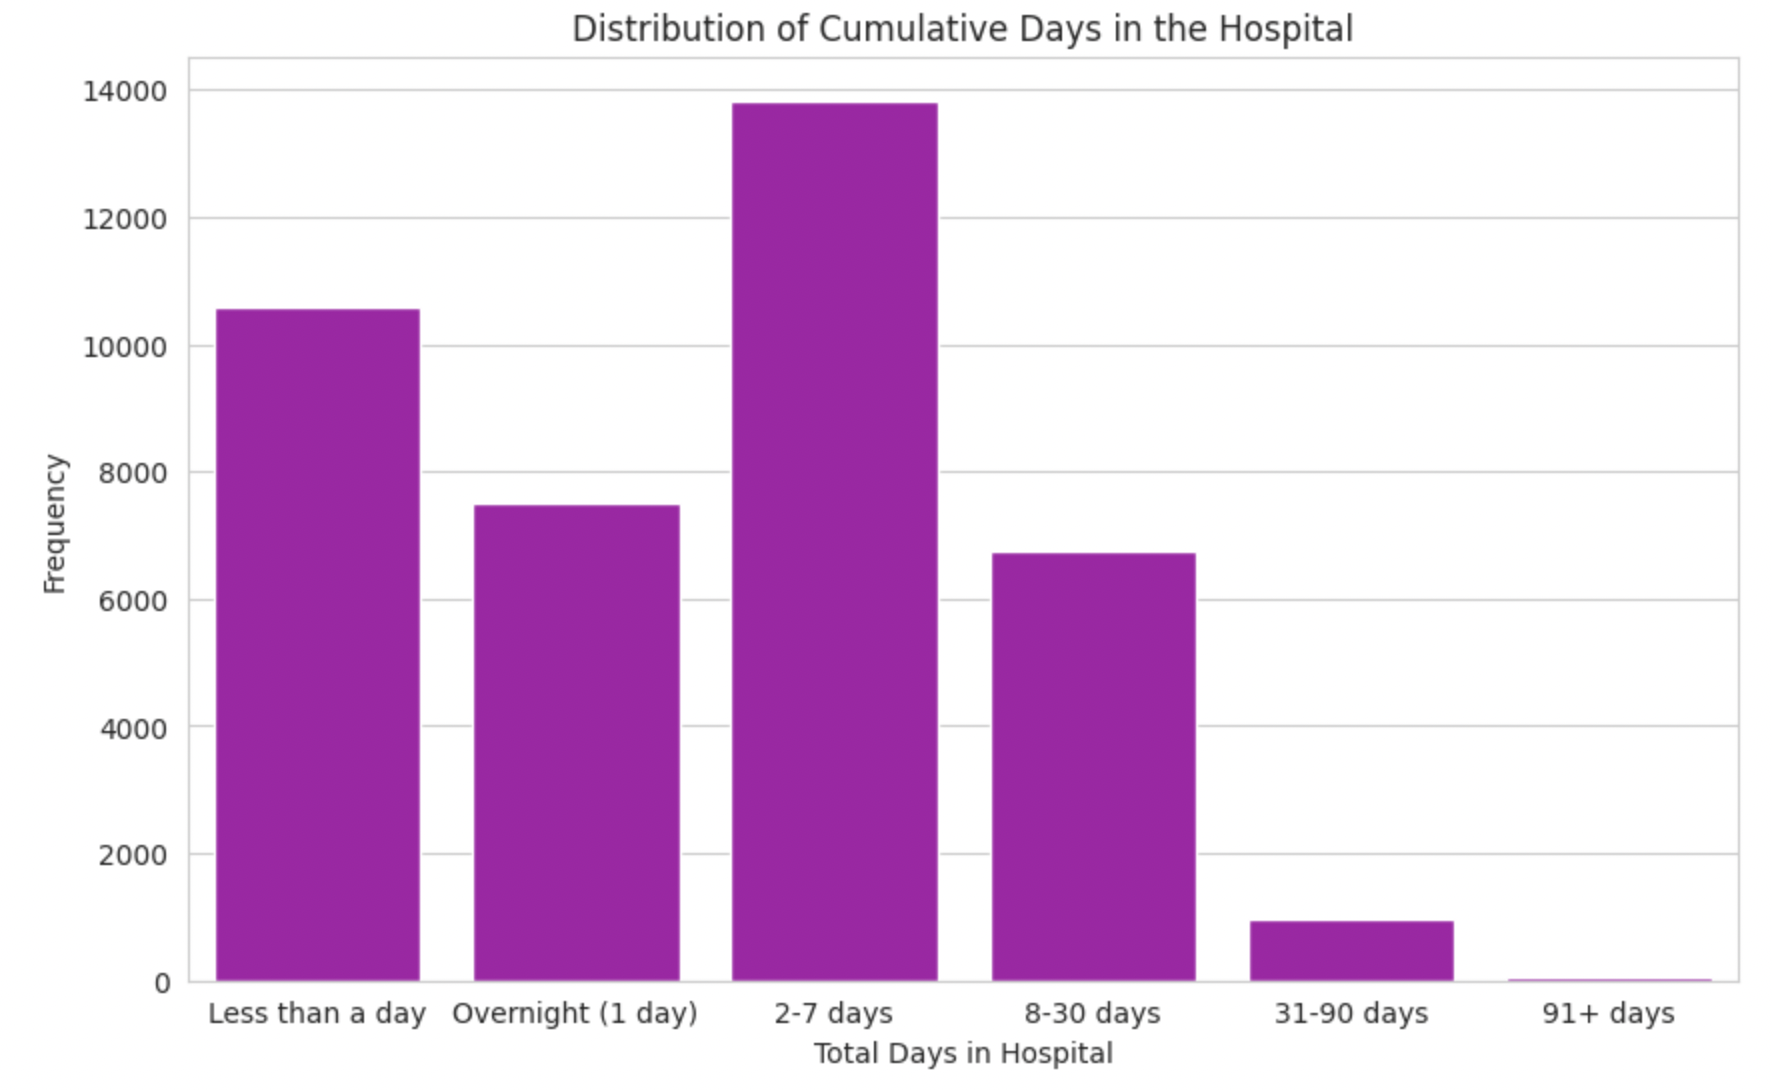 Distribution of Cumulative Days in the Hospital
14000
12000
10000
8000
6000
4000
2000
0
Frequency
Less than a day Overnight (1 day) 2-7 days 8-30 days 31-90 days 91+ days
Total Days in Hospital